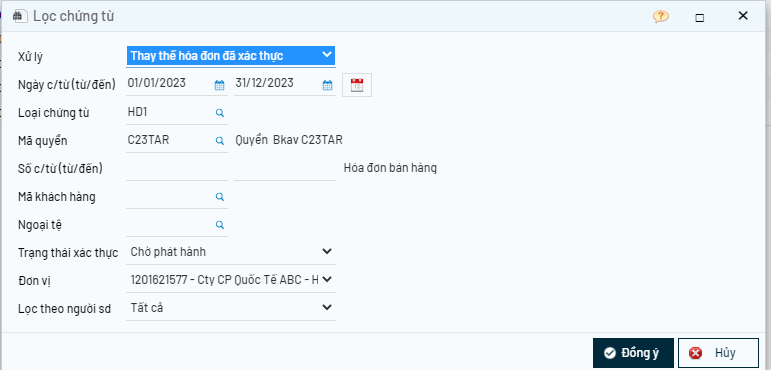 Lọc chứng từ
Xử lý Thay thế hóa đơn đã xác thực
Ngày c/từ (từ/đến) 01/01/2023 31/12/2023
Loại chứng từ HD1
Mã quyển C23TAR Quyển Bkav C23TAR
Số c/từ (từ/đến) Hóa đơn bán hàng
Mã khách hàng
Ngoại tệ
Trạng thái xác thực Chờ phát hành
Đơn vị 1201621577 - Cty CP Quốc Tế ABC - H
Lọc theo người sd Tất cả
Đồng ý Hủy